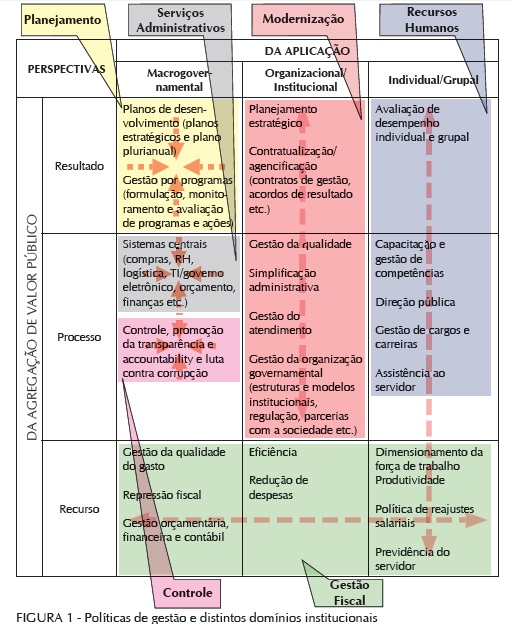 Planejamento
Serviços
Administrativos
Modernização
Recursos
Humanos
PERSPECTIVAS
DA APLICAÇÃO
Macrogover-
namental
Organizacional/
Institucional
Individual/Grupal
DA AGREGAÇÃO DE VALOR PÚBLICO
Resultado
Planos de desen-
volvimento (planos
estratégicos e plano
plurianual)
Gestão por programas
(formulação, monito-
ramento e avaliação
de programas e ações)
Planejamento
estratégico
Contratualização/
agencificação
(contratos de gestão,
acordos de resultado
etc.)
Avaliação de
desempenho
individual e grupal
Processo
Sistemas centrais
(compras, RH,
logística, TI/governo
eletrônico, orçamento,
finanças etc.)
Controle, promoção
da transparência e
accountability e luta
contra corrupção
Gestão da qualidade
Simplificação
administrativa
Gestão do
atendimento
Gestão da organização
governamental
(estruturas e modelos
institucionais,
regulação, parcerias
com a sociedade etc.)
Capacitação e
gestão de
competências
Direção pública
Gestão de cargos e
carreiras
Assistência ao
servidor
Recurso
Gestão da qualidade
do gasto
Repressão fiscal
Gestão orçamentária,
financeira e contábil
Eficiência
Redução de
despesas
Dimensionamento da
força de trabalho
Produtividade
Política de reajustes
salariais
Previdência do
servidor
Controle
Gestão
Fiscal
FIGURA 1 - Políticas de gestão e distintos domínios institucionais